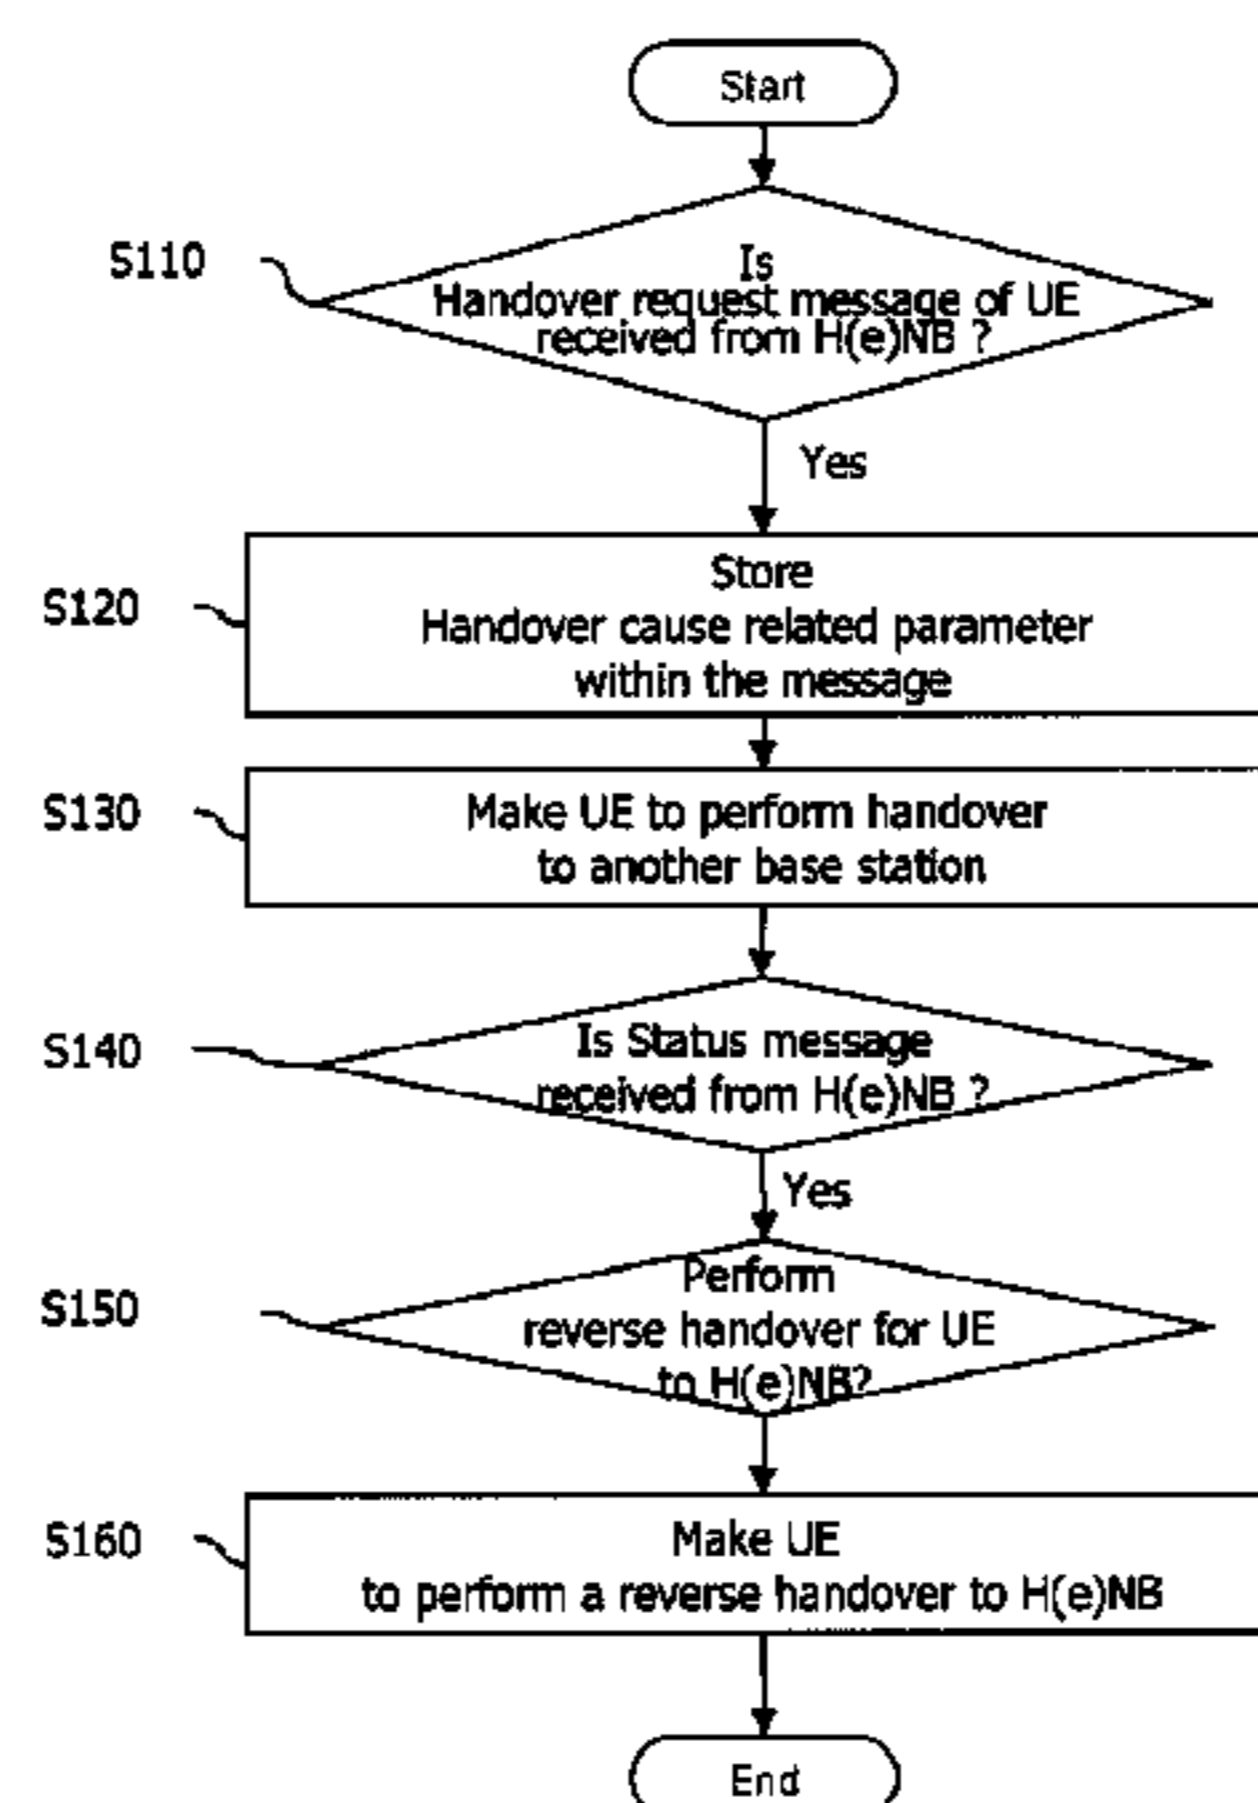 Start
S110
Is
Handover request message of UE
received from H(e)NB ?
Yes
S120
Store
Handover cause related parameter
within the message
S130
Make UE to perform handover
to another base station
S140
Is Status message
received from H(e)NB ?
Yes
S150
Perform
reverse handover for UE
to H(e)NB?
S160
Make UE
to perform a reverse handover to H(e)NB
End